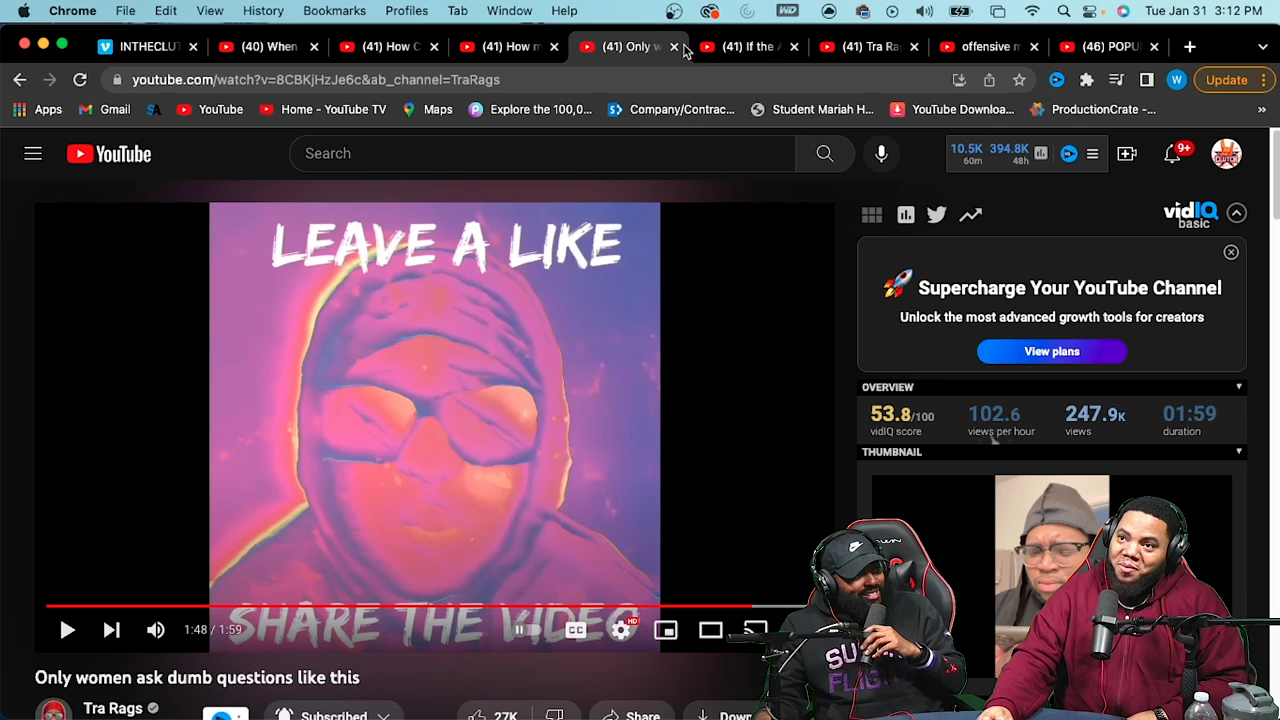 Chrome File Edit View History Bookmarks Profiles Tab Window Help WD Tue Jan 31 3:12 PM
INTHECLUT (40) When (41) How C (41) How m (41) Only w (41) If the A (41) Tra Ra offensive m (46) POPU
youtube.com/watch?v=8CBKjHzJe6c&ab_channel=TraRags W Update
Apps Gmail SA YouTube Home - YouTube TV Maps Explore the 100,0... Company/Contrac... Student Mariah H... YouTube Downloa... ProductionCrate -... »
YouTube Search 10.5K 394.8K 9+
60m 48h
vidIQ
basic
LEAVE A LIKE
Supercharge Your YouTube Channel
Unlock the most advanced growth tools for creators
View plans
OVERVIEW
53.8/100 102.6 247.9K 01:59
vidIQ score views per hour views duration
THUMBNAIL
SHARE THE VIDEO
1:48 / 1:59 CC HD
Only women ask dumb questions like this
Tra Rags
Subscribed 27K Share Down